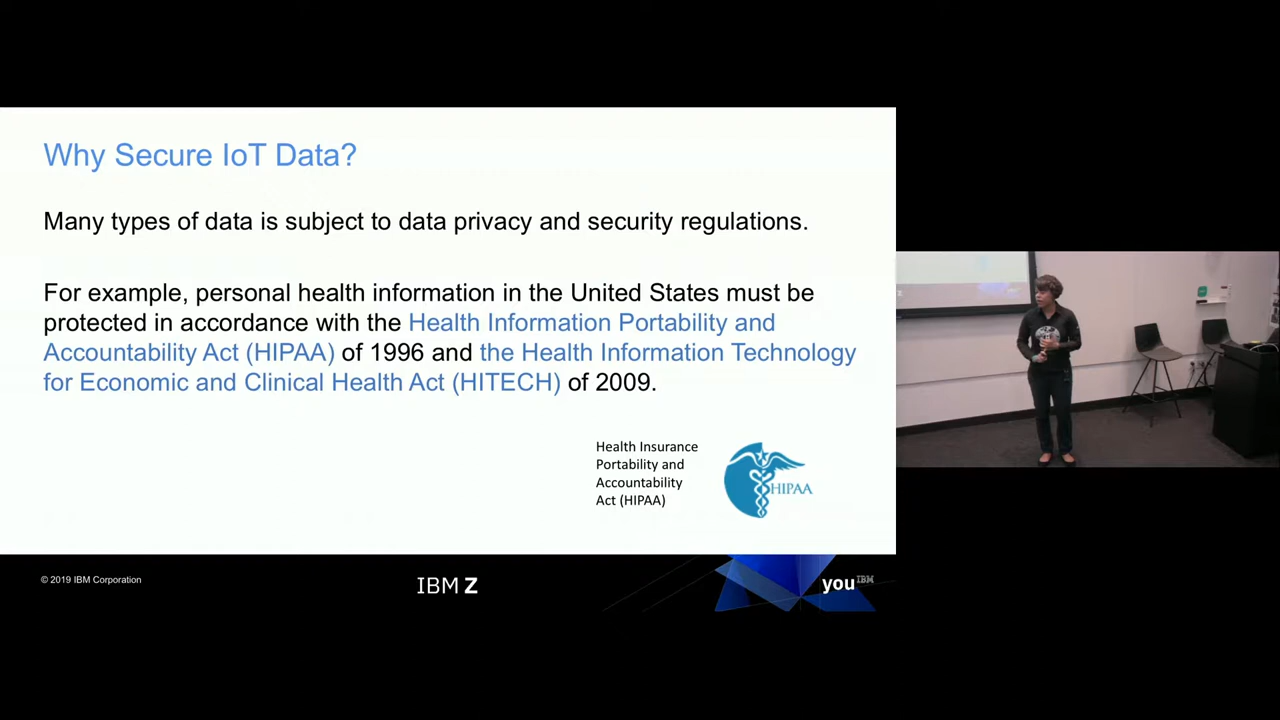 Why Secure IoT Data?
Many types of data is subject to data privacy and security regulations.
For example, personal health information in the United States must be
protected in accordance with the Health Information Portability and
Accountability Act (HIPAA) of 1996 and the Health Information Technology
for Economic and Clinical Health Act (HITECH) of 2009.
Health Insurance
Portability and
Accountability
Act (HIPAA)
HIPAA
© 2019 IBM Corporation
IBM Z
you IBM